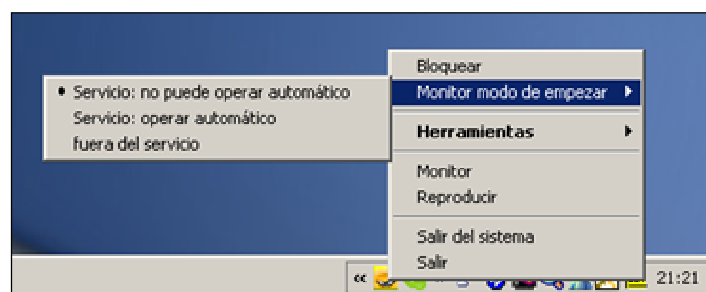 Bloquear
Monitor modo de empezar
Servicio: no puede operar automático
Servicio: operar automático
fuera del servicio
Herramientas
Monitor
Reproducir
Salir del sistema
Salir
21:21